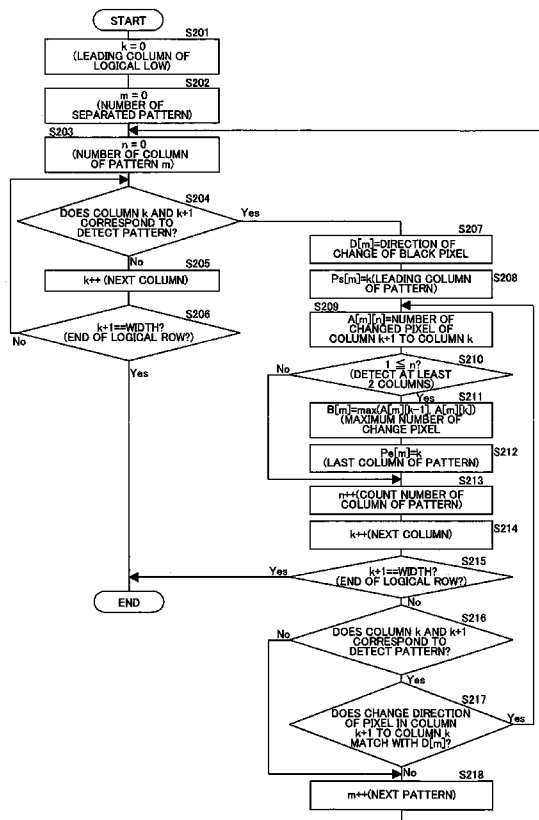 START
S201
k = 0
(LEADING COLUMN OF
LOGICAL LOW)
S202
m = 0
(NUMBER OF
SEPARATED PATTERN)
S203
n = 0
(NUMBER OF COLUMN
OF PATTERN m)
S204
DOES COLUMN k AND k+1
CORRESPOND TO
DETECT PATTERN?
Yes
No
S205
k++ (NEXT COLUMN)
S206
k+1==WIDTH?
(END OF LOGICAL ROW?)
No
Yes
S207
D[m]=DIRECTION OF
CHANGE OF BLACK PIXEL
S208
Ps[m]=k(LEADING COLUMN
OF PATTERN)
S209
A[m][n]=NUMBER OF
CHANGED PIXEL OF
COLUMN k+1 TO COLUMN k
S210
1 ≦ n?
(DETECT AT LEAST
2 COLUMNS)
No
Yes
S211
B[m]=max(A[m][k-1], A[m][k])
(MAXIMUM NUMBER OF
CHANGE PIXEL
S212
Pe[m]=k
(LAST COLUMN OF PATTERN)
S213
n++(COUNT NUMBER OF
COLUMN OF PATTERN)
S214
k++(NEXT COLUMN)
S215
k+1==WIDTH?
(END OF LOGICAL ROW?)
Yes
No
END
S216
DOES COLUMN k AND k+1
CORRESPOND TO
DETECT PATTERN?
No
Yes
S217
DOES CHANGE DIRECTION
OF PIXEL IN COLUMN
k+1 TO COLUMN k
MATCH WITH D[m]?
Yes
No
S218
m++(NEXT PATTERN)